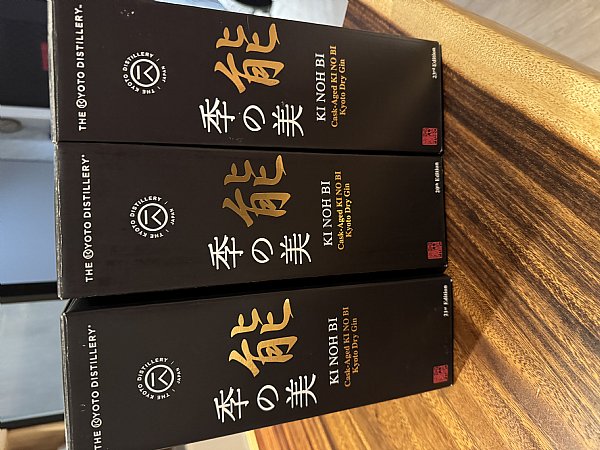 THE KYOTO DISTILLERY®
THE KYOTO DISTILLERY
JAPAN
能
季の美
KI NOH BI
Cask-Aged KI NO BI
Kyoto Dry Gin
23rd Edition
THE KYOTO DISTILLERY®
THE KYOTO DISTILLERY
JAPAN
能
季の美
KI NOH BI
Cask-Aged KI NO BI
Kyoto Dry Gin
20th Edition
THE KYOTO DISTILLERY®
THE KYOTO DISTILLERY
JAPAN
能
季の美
KI NOH BI
Cask-Aged KI NO BI
Kyoto Dry Gin
21st Edition